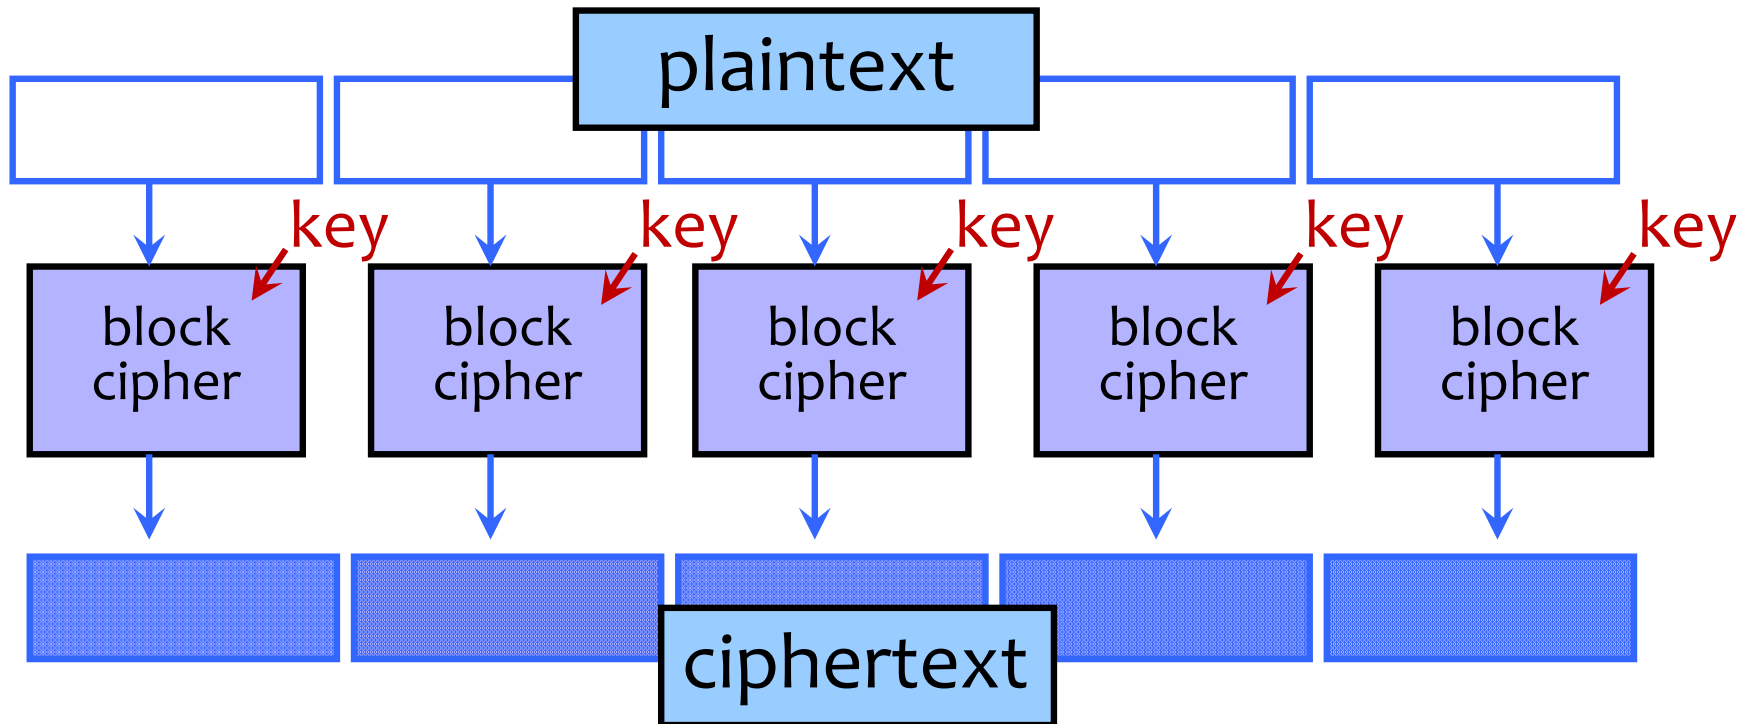 plaintext
key key key key key
block block block block block
cipher cipher cipher cipher cipher
ciphertext